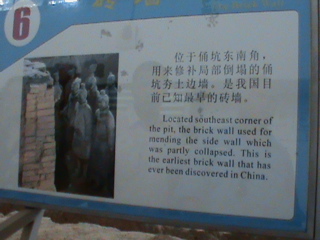 6
位于俑坑东南角，
用来修补局部倒塌的俑
坑夯土边墙。是我国目
前已知最早的砖墙。
Located southeast corner of
the pit, the brick wall used for
mending the side wall which
was partly collapsed. This is
the earliest brick wall that has
ever been discovered in China.